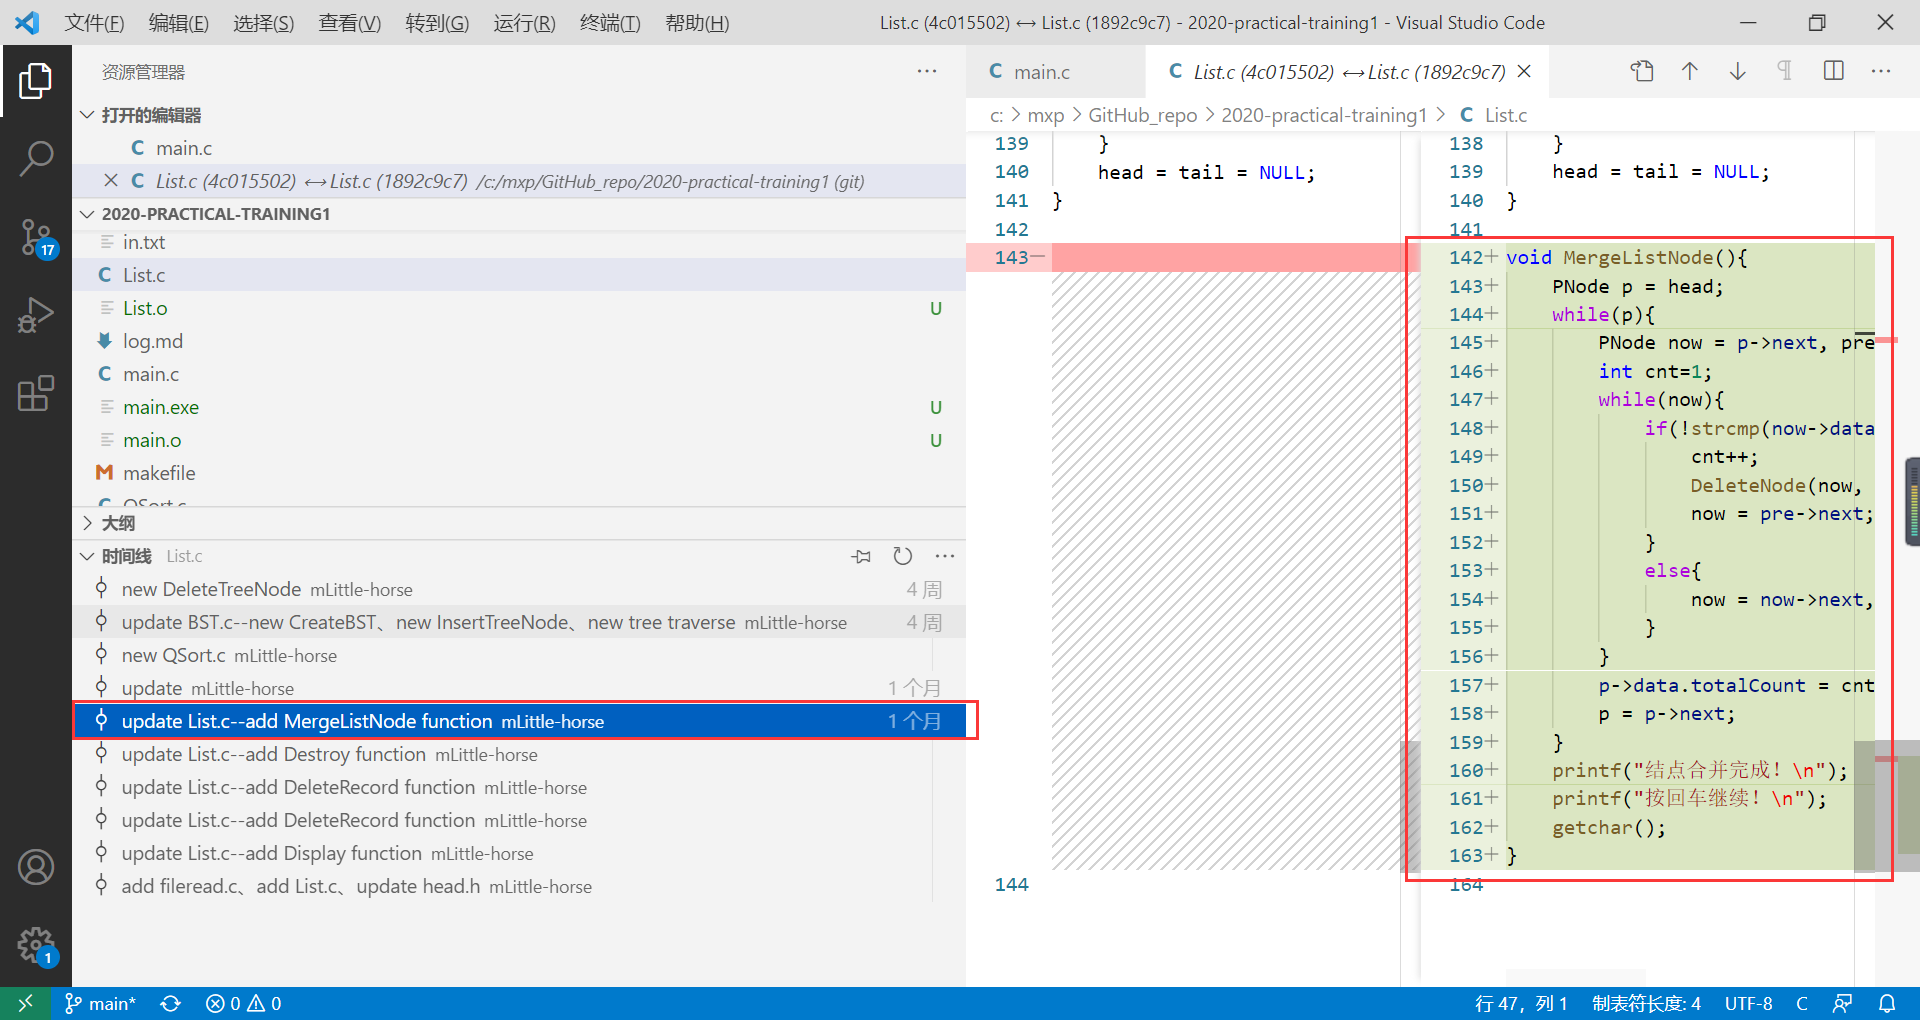 文件(F) 编辑(E) 选择(S) 查看(V) 转到(G) 运行(R) 终端(T) 帮助(H) List.c (4c015502) ↔ List.c (1892c9c7) - 2020-practical-training1 - Visual Studio Code
资源管理器 ···
打开的编辑器
C main.c
× C List.c (4c015502) ↔ List.c (1892c9c7) /c:/mxp/GitHub_repo/2020-practical-training1 (git)
2020-PRACTICAL-TRAINING1
in.txt
C List.c
List.o U
log.md
C main.c
main.exe U
main.o U
M makefile
C QSort.c
大纲
时间线 List.c
new DeleteTreeNode mLittle-horse 4 周
update BST.c--new CreateBST、new InsertTreeNode、new tree traverse mLittle-horse 4 周
new QSort.c mLittle-horse
update mLittle-horse 1 个月
update List.c--add MergeListNode function mLittle-horse 1 个月
update List.c--add Destroy function mLittle-horse
update List.c--add DeleteRecord function mLittle-horse
update List.c--add DeleteRecord function mLittle-horse
update List.c--add Display function mLittle-horse
add fileread.c、add List.c、update head.h mLittle-horse
17
1
C main.c
C List.c (4c015502) ↔ List.c (1892c9c7) ×
c: > mxp > GitHub_repo > 2020-practical-training1 > C List.c
139 }
140 head = tail = NULL;
141 }
142
143−
144
138 }
139 head = tail = NULL;
140 }
141
142+ void MergeListNode(){
143+ PNode p = head;
144+ while(p){
145+ PNode now = p->next, pre
146+ int cnt=1;
147+ while(now){
148+ if(!strcmp(now->data
149+ cnt++;
150+ DeleteNode(now,
151+ now = pre->next;
152+ }
153+ else{
154+ now = now->next,
155+ }
156+ }
157+ p->data.totalCount = cnt
158+ p = p->next;
159+ }
160+ printf("结点合并完成！\n");
161+ printf("按回车继续！\n");
162+ getchar();
163+ }
164
main* 0 0 行 47，列 1 制表符长度: 4 UTF-8 C